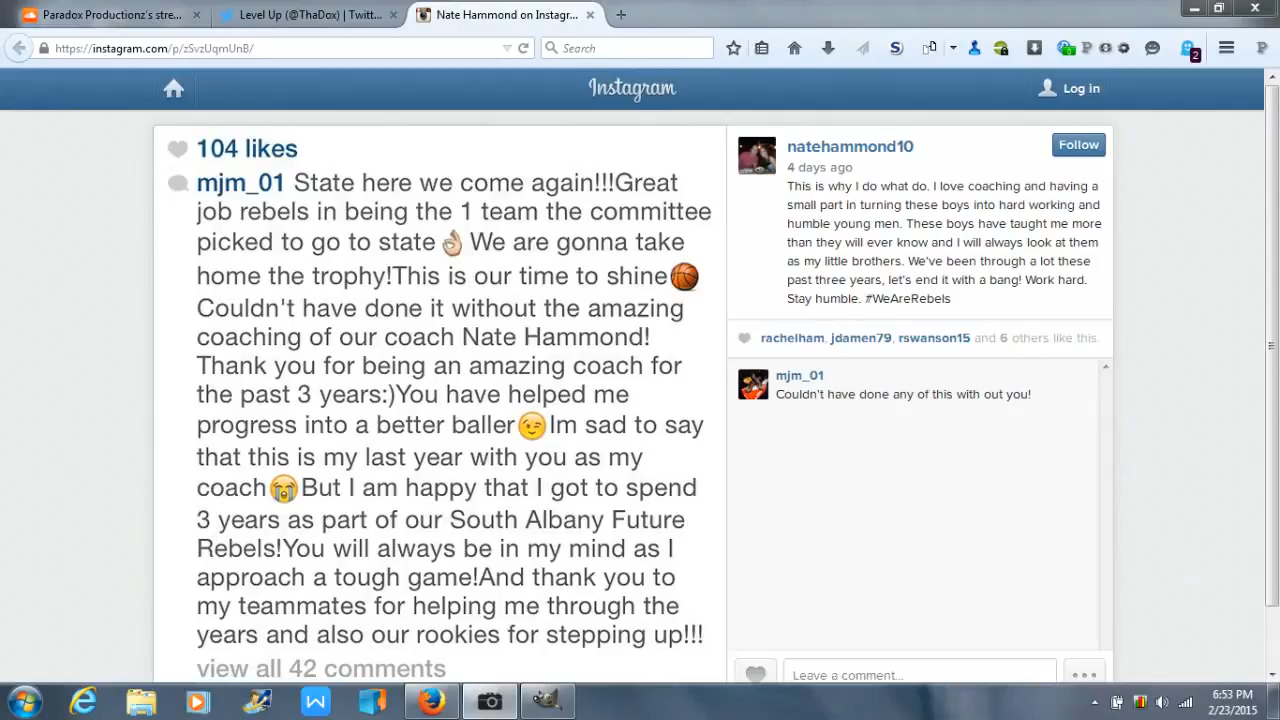 Paradox Productionz's stre...
Level Up (@ThaDox) | Twitt...
Nate Hammond on Instagr...
https://instagram.com/p/zSvzUqmUnB/
Search
2
Instagram
Log in
104 likes
mjm_01 State here we come again!!!Great
job rebels in being the 1 team the committee
picked to go to state👌🏼We are gonna take
home the trophy!This is our time to shine🏀
Couldn't have done it without the amazing
coaching of our coach Nate Hammond!
Thank you for being an amazing coach for
the past 3 years:)You have helped me
progress into a better baller😉Im sad to say
that this is my last year with you as my
coach😭But I am happy that I got to spend
3 years as part of our South Albany Future
Rebels!You will always be in my mind as I
approach a tough game!And thank you to
my teammates for helping me through the
years and also our rookies for stepping up!!!
view all 42 comments
natehammond10
Follow
4 days ago
This is why I do what do. I love coaching and having a
small part in turning these boys into hard working and
humble young men. These boys have taught me more
than they will ever know and I will always look at them
as my little brothers. We've been through a lot these
past three years, let's end it with a bang! Work hard.
Stay humble. #WeAreRebels
rachelham, jdamen79, rswanson15 and 6 others like this.
mjm_01
Couldn't have done any of this with out you!
Leave a comment...
6:53 PM
2/23/2015